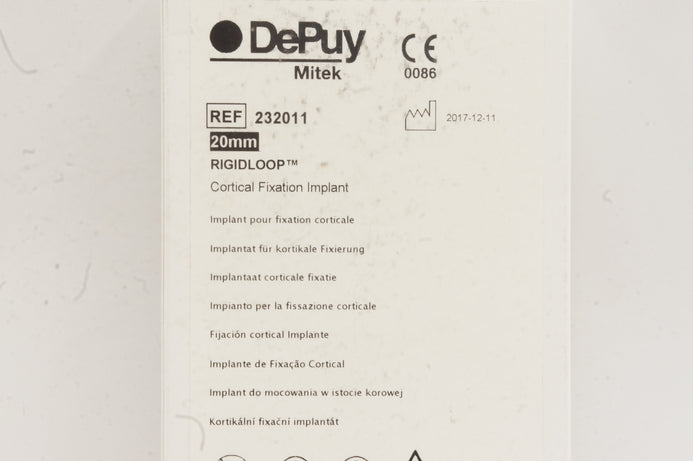 DePuy
Mitek
CE
0086
REF 232011
2017-12-11
20mm
RIGIDLOOP™
Cortical Fixation Implant
Implant pour fixation corticale
Implantat für kortikale Fixierung
Implantaat corticale fixatie
Impianto per la fissazione corticale
Fijación cortical Implante
Implante de Fixação Cortical
Implant do mocowania w istocie korowej
Kortikální fixační implantát